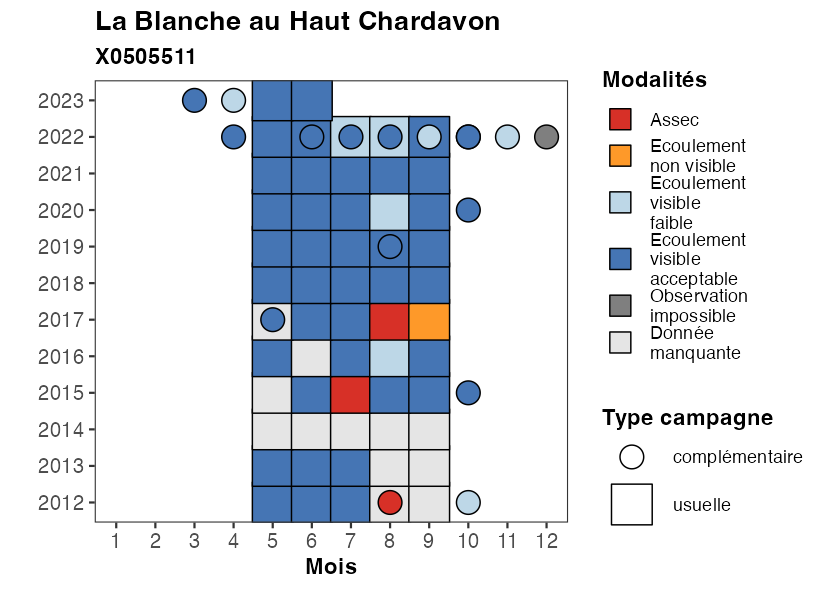 La Blanche au Haut Chardavon
X0505511
2023
2022
2021
2020
2019
2018
2017
2016
2015
2014
2013
2012
1 2 3 4 5 6 7 8 9 10 11 12
Mois
Modalités
Assec
Ecoulement
non visible
Ecoulement
visible
faible
Ecoulement
visible
acceptable
Observation
impossible
Donnée
manquante
Type campagne
complémentaire
usuelle